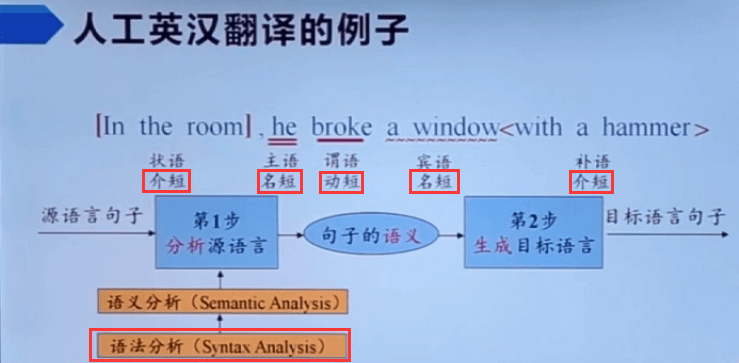 人工英汉翻译的例子
[In the room] , he broke a window<with a hammer>
状语 主语 谓语 宾语 补语
介短 名短 动短 名短 介短
源语言句子
第1步
分析源语言
句子的语义
第2步
生成目标语言
目标语言句子
语义分析（Semantic Analysis）
语法分析（Syntax Analysis）